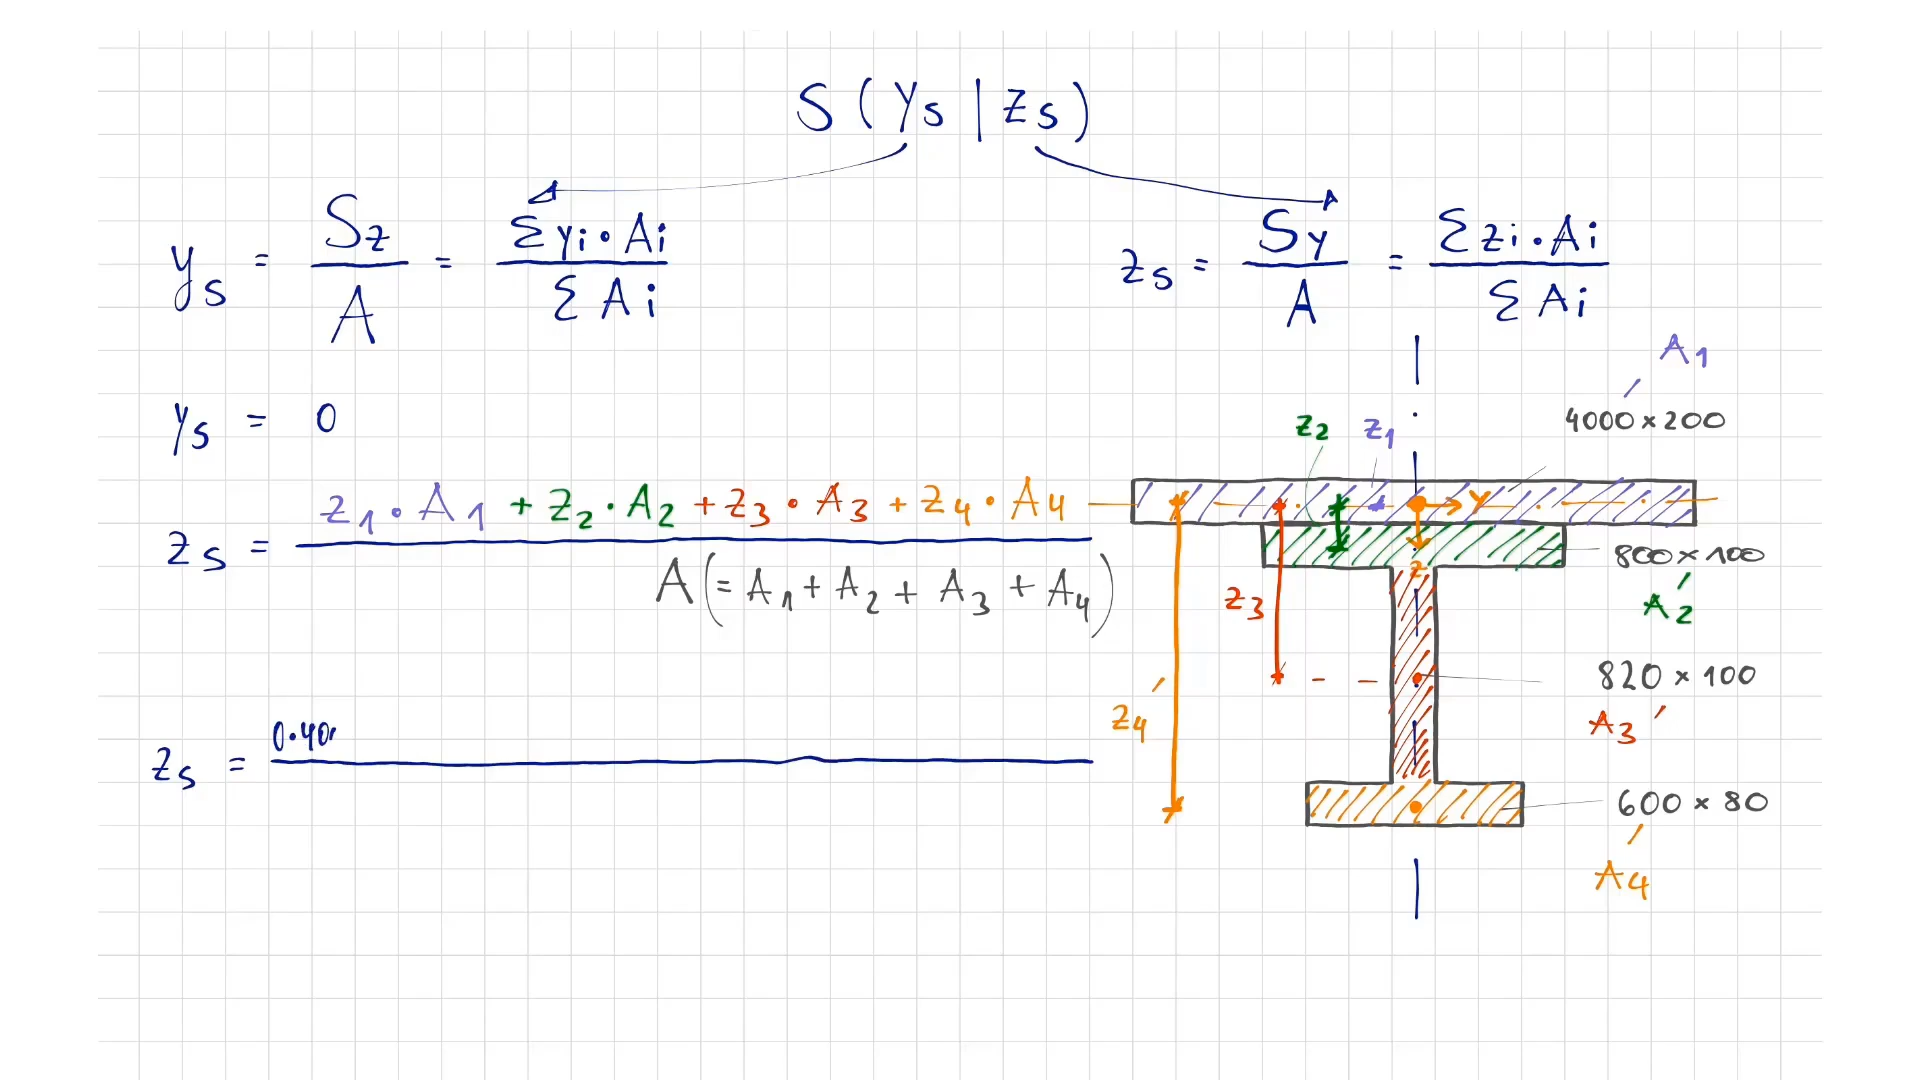 S ( ys | zs )
ys = Sz / A = Σ yi · Ai / Σ Ai
zs = Sy / A = Σ zi · Ai / Σ Ai
ys = 0
zs = z1 · A1 + z2 · A2 + z3 · A3 + z4 · A4 / A (= A1 + A2 + A3 + A4)
zs = 0·40
A1
4000 × 200
z2
z1
y
z
800 × 100
A2
z3
820 × 100
A3
z4
600 × 80
A4